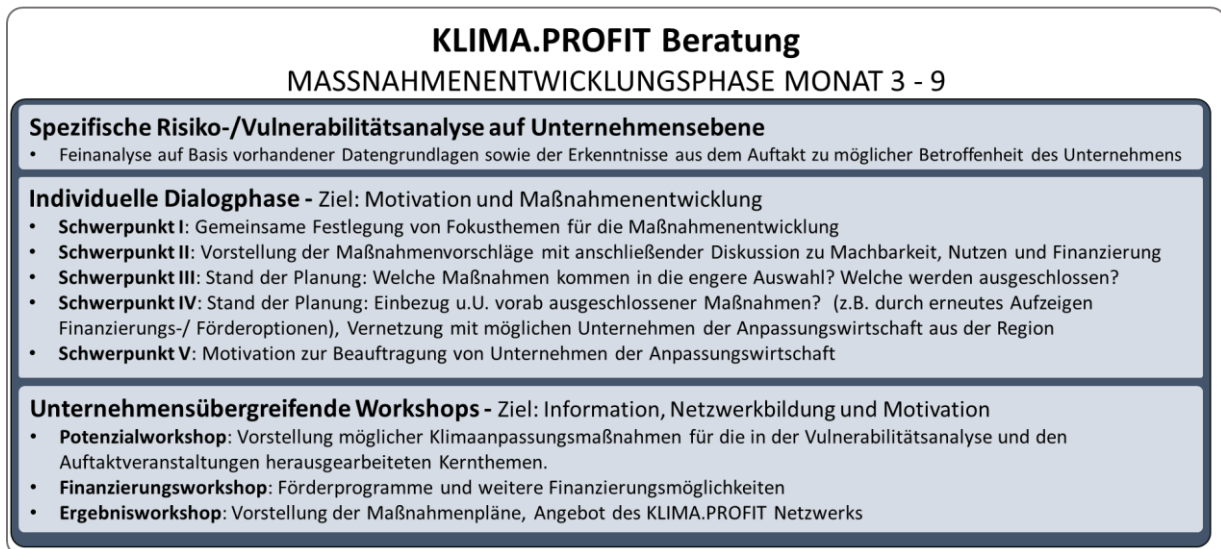 KLIMA.PROFIT Beratung
MASSNAHMENENTWICKLUNGSPHASE MONAT 3 - 9
Spezifische Risiko-/Vulnerabilitätsanalyse auf Unternehmensebene
• Feinanalyse auf Basis vorhandener Datengrundlagen sowie der Erkenntnisse aus dem Auftakt zu möglicher Betroffenheit des Unternehmens
Individuelle Dialogphase - Ziel: Motivation und Maßnahmenentwicklung
• Schwerpunkt I: Gemeinsame Festlegung von Fokusthemen für die Maßnahmenentwicklung
• Schwerpunkt II: Vorstellung der Maßnahmenvorschläge mit anschließender Diskussion zu Machbarkeit, Nutzen und Finanzierung
• Schwerpunkt III: Stand der Planung: Welche Maßnahmen kommen in die engere Auswahl? Welche werden ausgeschlossen?
• Schwerpunkt IV: Stand der Planung: Einbezug u.U. vorab ausgeschlossener Maßnahmen? (z.B. durch erneutes Aufzeigen
Finanzierungs-/ Förderoptionen), Vernetzung mit möglichen Unternehmen der Anpassungswirtschaft aus der Region
• Schwerpunkt V: Motivation zur Beauftragung von Unternehmen der Anpassungswirtschaft
Unternehmensübergreifende Workshops - Ziel: Information, Netzwerkbildung und Motivation
• Potenzialworkshop: Vorstellung möglicher Klimaanpassungsmaßnahmen für die in der Vulnerabilitätsanalyse und den
Auftaktveranstaltungen herausgearbeiteten Kernthemen.
• Finanzierungsworkshop: Förderprogramme und weitere Finanzierungsmöglichkeiten
• Ergebnisworkshop: Vorstellung der Maßnahmenpläne, Angebot des KLIMA.PROFIT Netzwerks